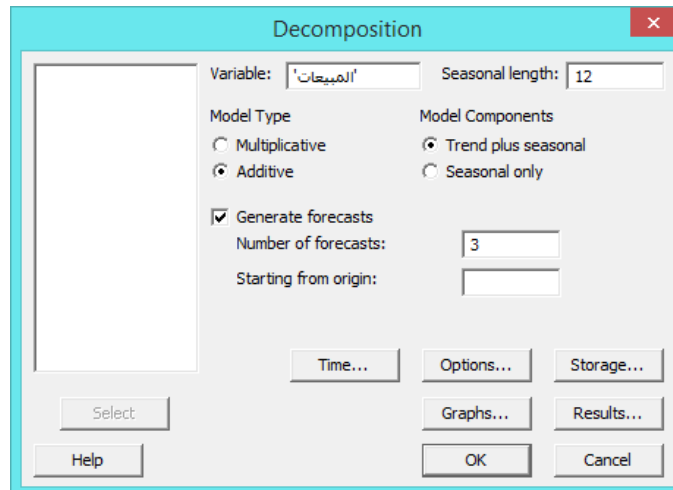 Decomposition
Variable: 'المبيعات' Seasonal length: 12
Model Type Model Components
Multiplicative Trend plus seasonal
Additive Seasonal only
Generate forecasts
Number of forecasts: 3
Starting from origin:
Time... Options... Storage...
Select Graphs... Results...
Help OK Cancel